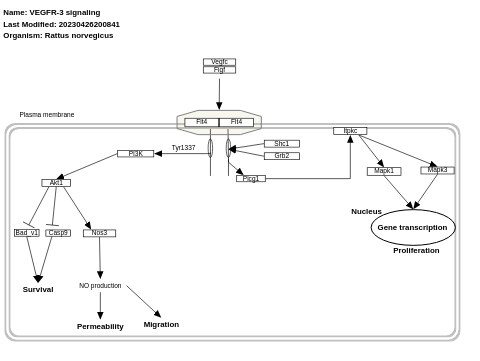 Name: VEGFR-3 signaling
Last Modified: 20230426200841
Organism: Rattus norvegicus
Vegfc
Figf
Plasma membrane
Flt4 Flt4
Itpkc
Shc1
Tyr1337
PI3K
Grb2
Mapk1 Mapk3
Plcg1
Akt1
Nucleus
Gene transcription
Bad_v1 Casp9 Nos3
Proliferation
NO production
Survival
Migration
Permeability